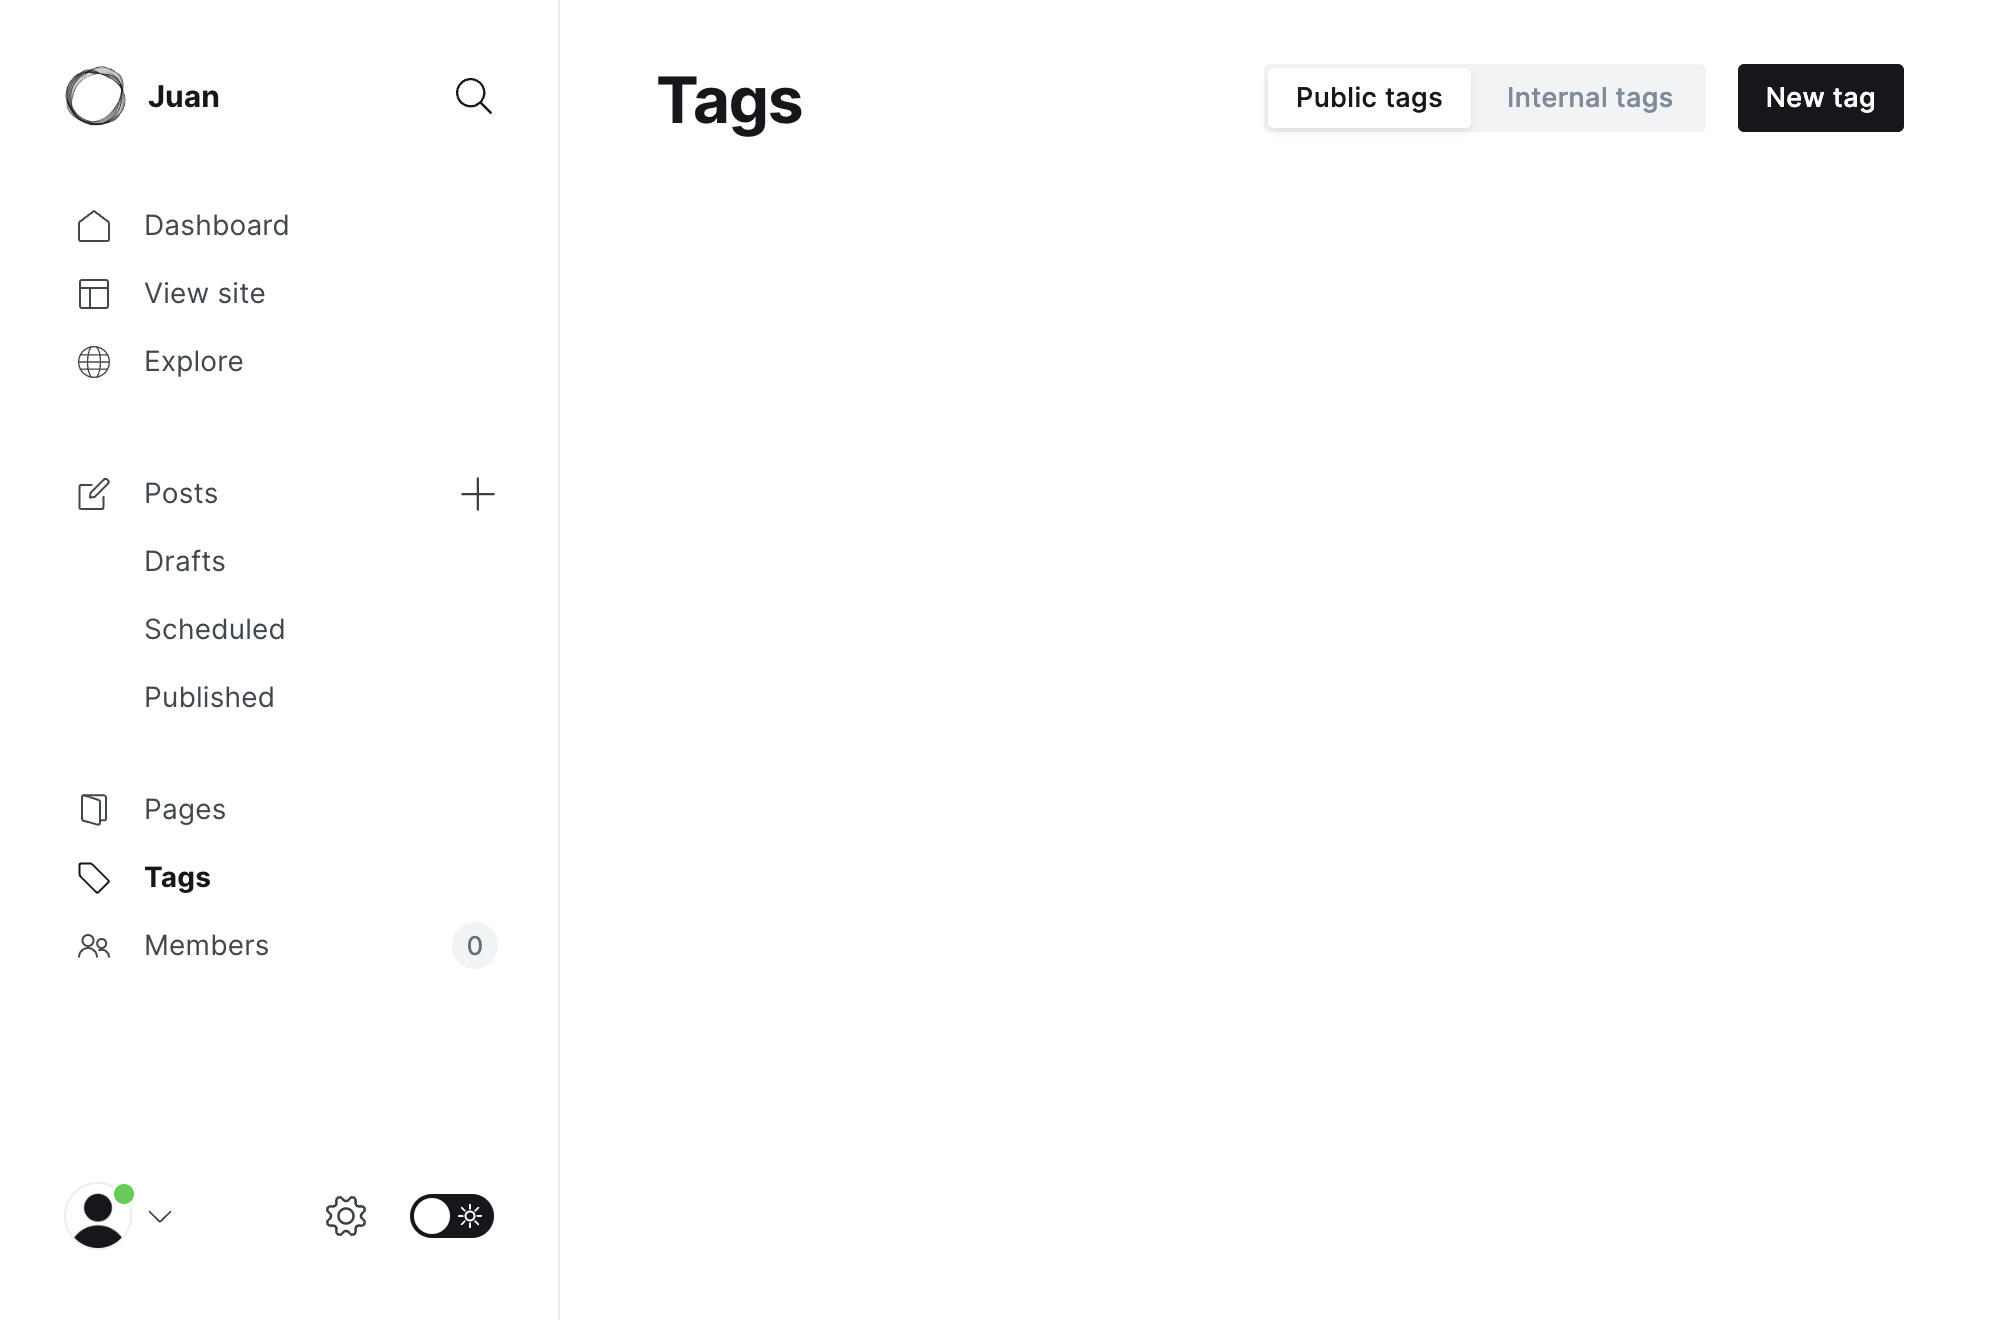 Juan
Dashboard
View site
Explore
Posts
Drafts
Scheduled
Published
Pages
Tags
Members
0
Tags
Public tags
Internal tags
New tag